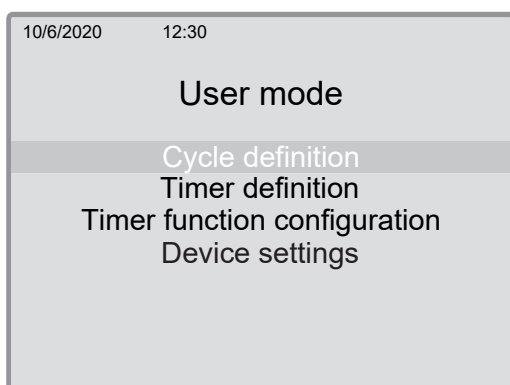 10/6/2020 12:30
User mode
Cycle definition
Timer definition
Timer function configuration
Device settings